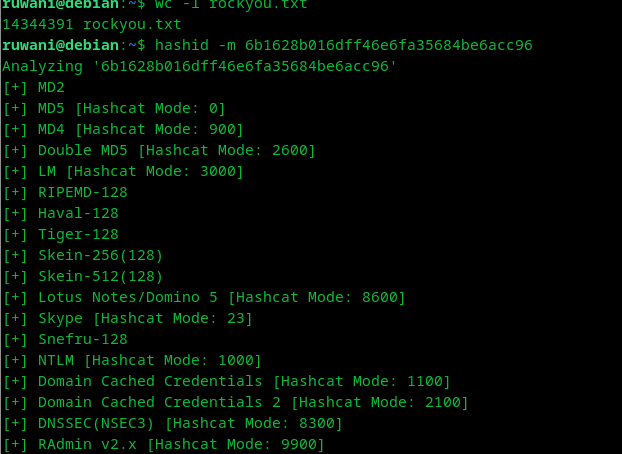 ruwani@debian:~$ wc -l rockyou.txt
14344391 rockyou.txt
ruwani@debian:~$ hashid -m 6b1628b016dff46e6fa35684be6acc96
Analyzing '6b1628b016dff46e6fa35684be6acc96'
[+] MD2
[+] MD5 [Hashcat Mode: 0]
[+] MD4 [Hashcat Mode: 900]
[+] Double MD5 [Hashcat Mode: 2600]
[+] LM [Hashcat Mode: 3000]
[+] RIPEMD-128
[+] Haval-128
[+] Tiger-128
[+] Skein-256(128)
[+] Skein-512(128)
[+] Lotus Notes/Domino 5 [Hashcat Mode: 8600]
[+] Skype [Hashcat Mode: 23]
[+] Snefru-128
[+] NTLM [Hashcat Mode: 1000]
[+] Domain Cached Credentials [Hashcat Mode: 1100]
[+] Domain Cached Credentials 2 [Hashcat Mode: 2100]
[+] DNSSEC(NSEC3) [Hashcat Mode: 8300]
[+] RAdmin v2.x [Hashcat Mode: 9900]